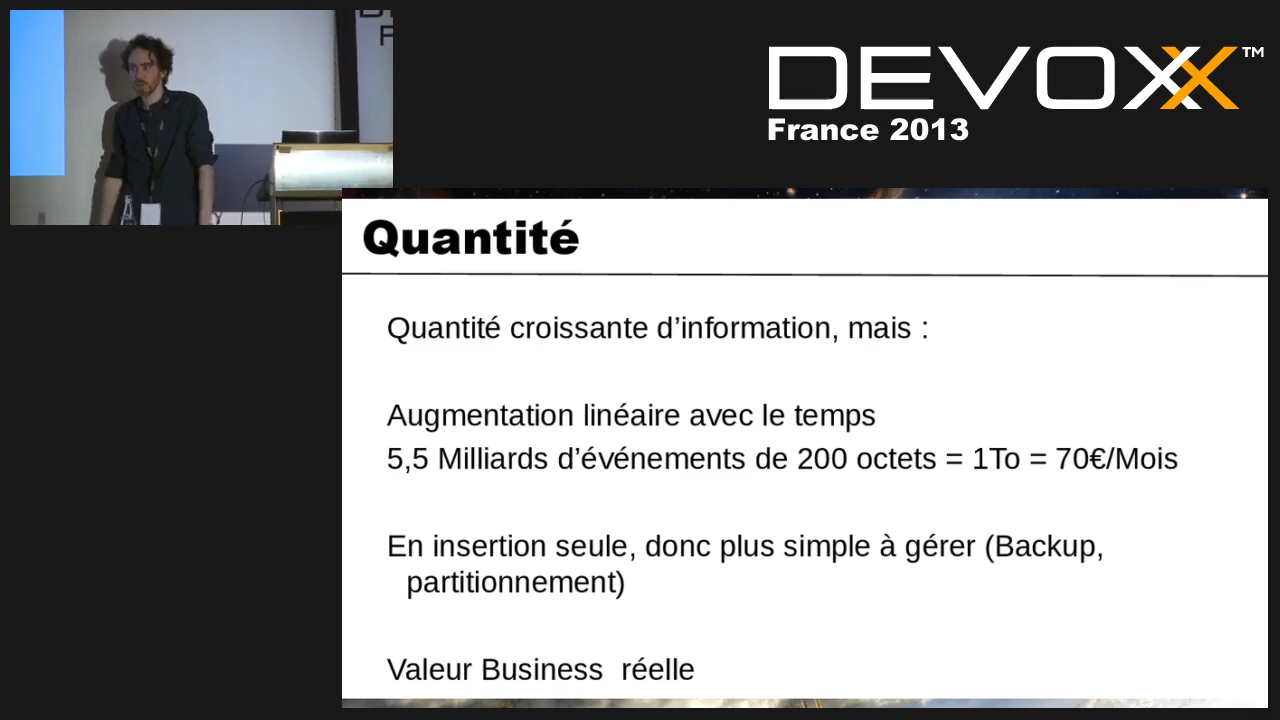 DEVOXX™
France 2013
Quantité
Quantité croissante d’information, mais :
Augmentation linéaire avec le temps
5,5 Milliards d’événements de 200 octets = 1To = 70€/Mois
En insertion seule, donc plus simple à gérer (Backup,
partitionnement)
Valeur Business  réelle